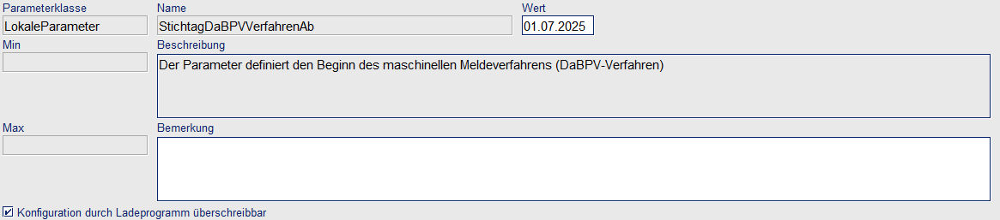 Parameterklasse Name Wert
LokaleParameter StichtagDaBPVVerfahrenAb 01.07.2025
Min Beschreibung
Der Parameter definiert den Beginn des maschinellen Meldeverfahrens (DaBPV-Verfahren)
Max Bemerkung
Konfiguration durch Ladeprogramm überschreibbar